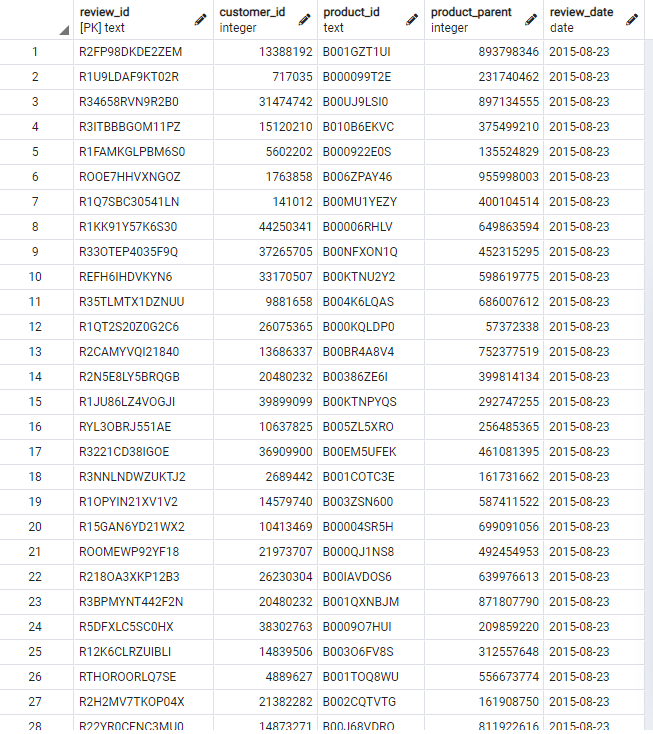 review_id customer_id product_id product_parent review_date
[PK] text integer text integer date
1 R2FP98DKDE2ZEM 13388192 B001GZT1UI 893798346 2015-08-23
2 R1U9LDAF9KT02R 717035 B000099T2E 231740462 2015-08-23
3 R34658RVN9R2B0 31474742 B00UJ9LSI0 897134555 2015-08-23
4 R3ITBBBGOM11PZ 15120210 B010B6EKVC 375499210 2015-08-23
5 R1FAMKGLPBM6S0 5602202 B000922E0S 135524829 2015-08-23
6 ROOE7HHVXNGOZ 1763858 B006ZPAY46 955998003 2015-08-23
7 R1Q7SBC30541LN 141012 B00MU1YEZY 400104514 2015-08-23
8 R1KK91Y57K6S30 44250341 B00006RHLV 649863594 2015-08-23
9 R33OTEP4035F9Q 37265705 B00NFXON1Q 452315295 2015-08-23
10 REFH6IHDVKYN6 33170507 B00KTNU2Y2 598619775 2015-08-23
11 R35TLMTX1DZNUU 9881658 B004K6LQAS 686007612 2015-08-23
12 R1QT2S20Z0G2C6 26075365 B000KQLDP0 57372338 2015-08-23
13 R2CAMYVQI21840 13686337 B00BR4A8V4 752377519 2015-08-23
14 R2N5E8LY5BRQGB 20480232 B00386ZE6I 399814134 2015-08-23
15 R1JU86LZ4VOGJI 39899099 B00KTNPYQS 292747255 2015-08-23
16 RYL3OBRJ551AE 10637825 B005ZL5XRO 256485365 2015-08-23
17 R3221CD38IGOE 36909900 B00EM5UFEK 461081395 2015-08-23
18 R3NNLNDWZUKTJ2 2689442 B001COTC3E 161731662 2015-08-23
19 R1OPYIN21XV1V2 14579740 B003ZSN600 587411522 2015-08-23
20 R15GAN6YD21WX2 10413469 B00004SR5H 699091056 2015-08-23
21 ROOMEWP92YF18 21973707 B000QJ1NS8 492454953 2015-08-23
22 R218OA3XKP12B3 26230304 B00IAVDOS6 639976613 2015-08-23
23 R3BPMYNT442F2N 20480232 B001QXNBJM 871807790 2015-08-23
24 R5DFXLC5SC0HX 38302763 B0009O7HUI 209859220 2015-08-23
25 R12K6CLRZUIBLI 14839506 B003O6FV8S 312557648 2015-08-23
26 RTHOROORLQ7SE 4889627 B001TOQ8WU 556673774 2015-08-23
27 R2H2MV7TKOP04X 21382282 B002CQTVTG 161908750 2015-08-23
28 R22YR0CFNC3MU0 14873271 B00J68VDRQ 811922616 2015-08-23